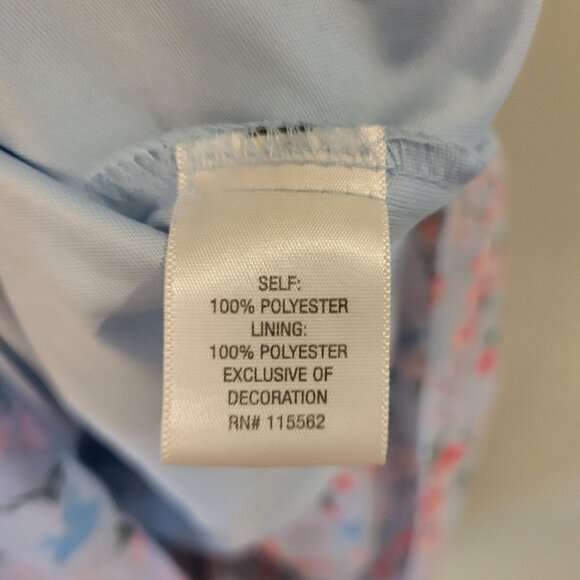 SELF:
100% POLYESTER
LINING:
100% POLYESTER
EXCLUSIVE OF
DECORATION
RN# 115562